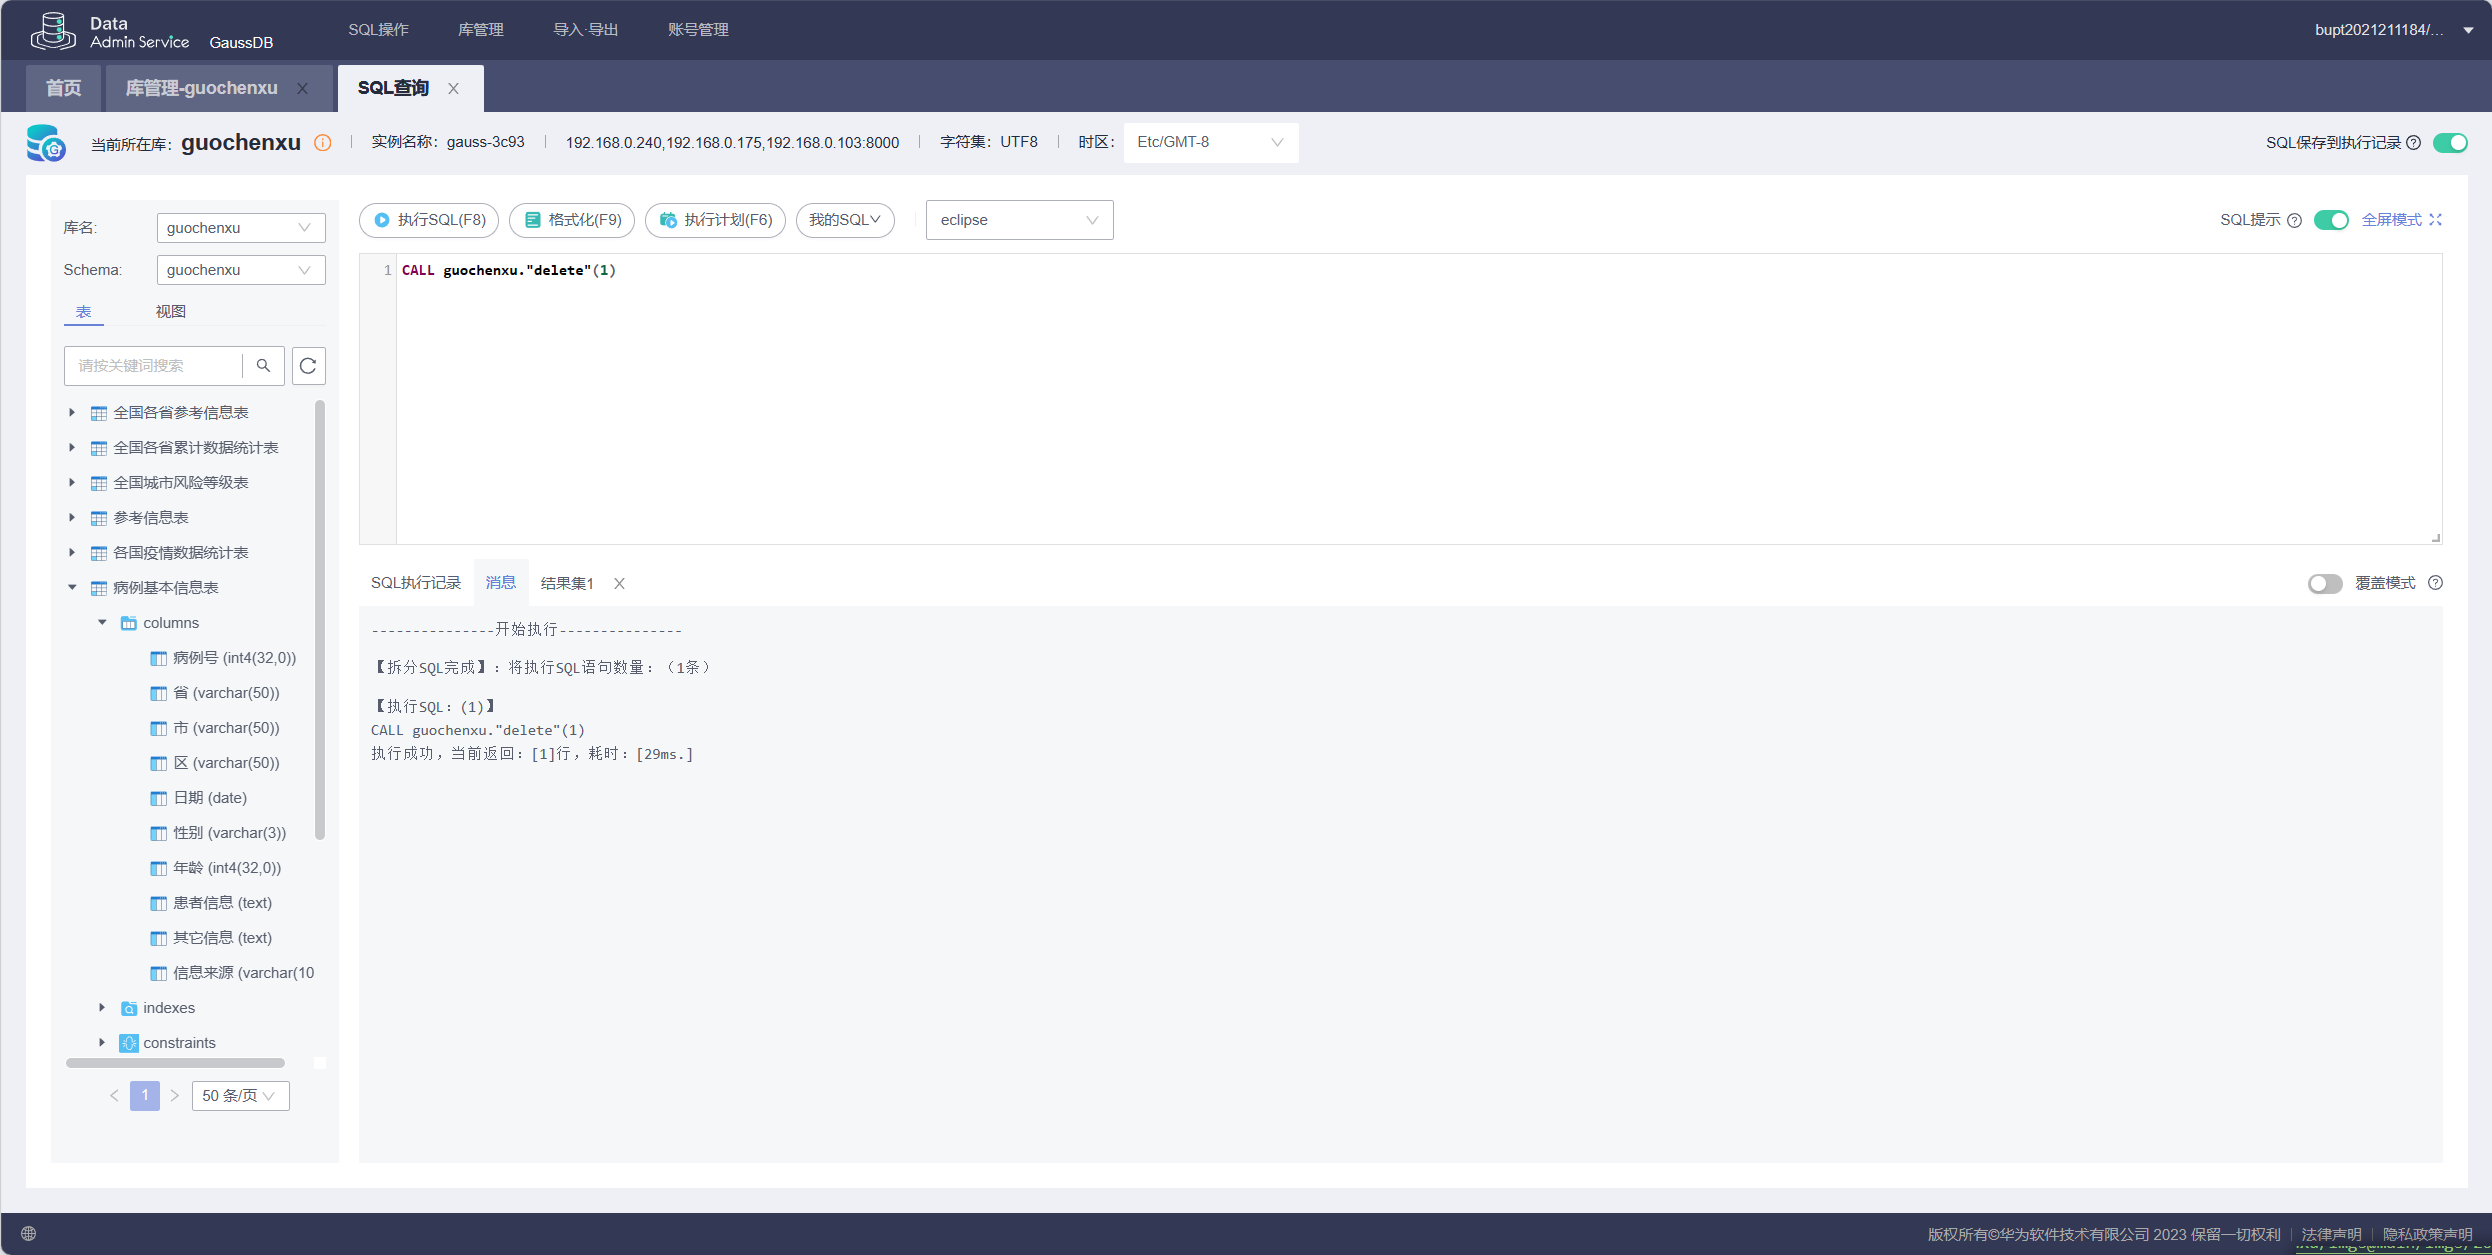 Data
Admin Service GaussDB
SQL操作 库管理 导入·导出 账号管理
bupt2021211184/...
首页 库管理-guochenxu SQL查询
当前所在库: guochenxu 实例名称: gauss-3c93 192.168.0.240,192.168.0.175,192.168.0.103:8000 字符集: UTF8 时区: Etc/GMT-8
SQL保存到执行记录
库名: guochenxu
Schema: guochenxu
表 视图
请按关键词搜索
全国各省参考信息表
全国各省累计数据统计表
全国城市风险等级表
参考信息表
各国疫情数据统计表
病例基本信息表
columns
病例号 (int4(32,0))
省 (varchar(50))
市 (varchar(50))
区 (varchar(50))
日期 (date)
性别 (varchar(3))
年龄 (int4(32,0))
患者信息 (text)
其它信息 (text)
信息来源 (varchar(10
indexes
constraints
1 50 条/页
执行SQL(F8) 格式化(F9) 执行计划(F6) 我的SQL eclipse
SQL提示 全屏模式
1 CALL guochenxu."delete"(1)
SQL执行记录 消息 结果集1
覆盖模式
---------------开始执行---------------
【拆分SQL完成】：将执行SQL语句数量：（1条）
【执行SQL：(1)】
CALL guochenxu."delete"(1)
执行成功，当前返回：[1]行，耗时：[29ms.]
版权所有©华为软件技术有限公司 2023 保留一切权利 法律声明 隐私政策声明